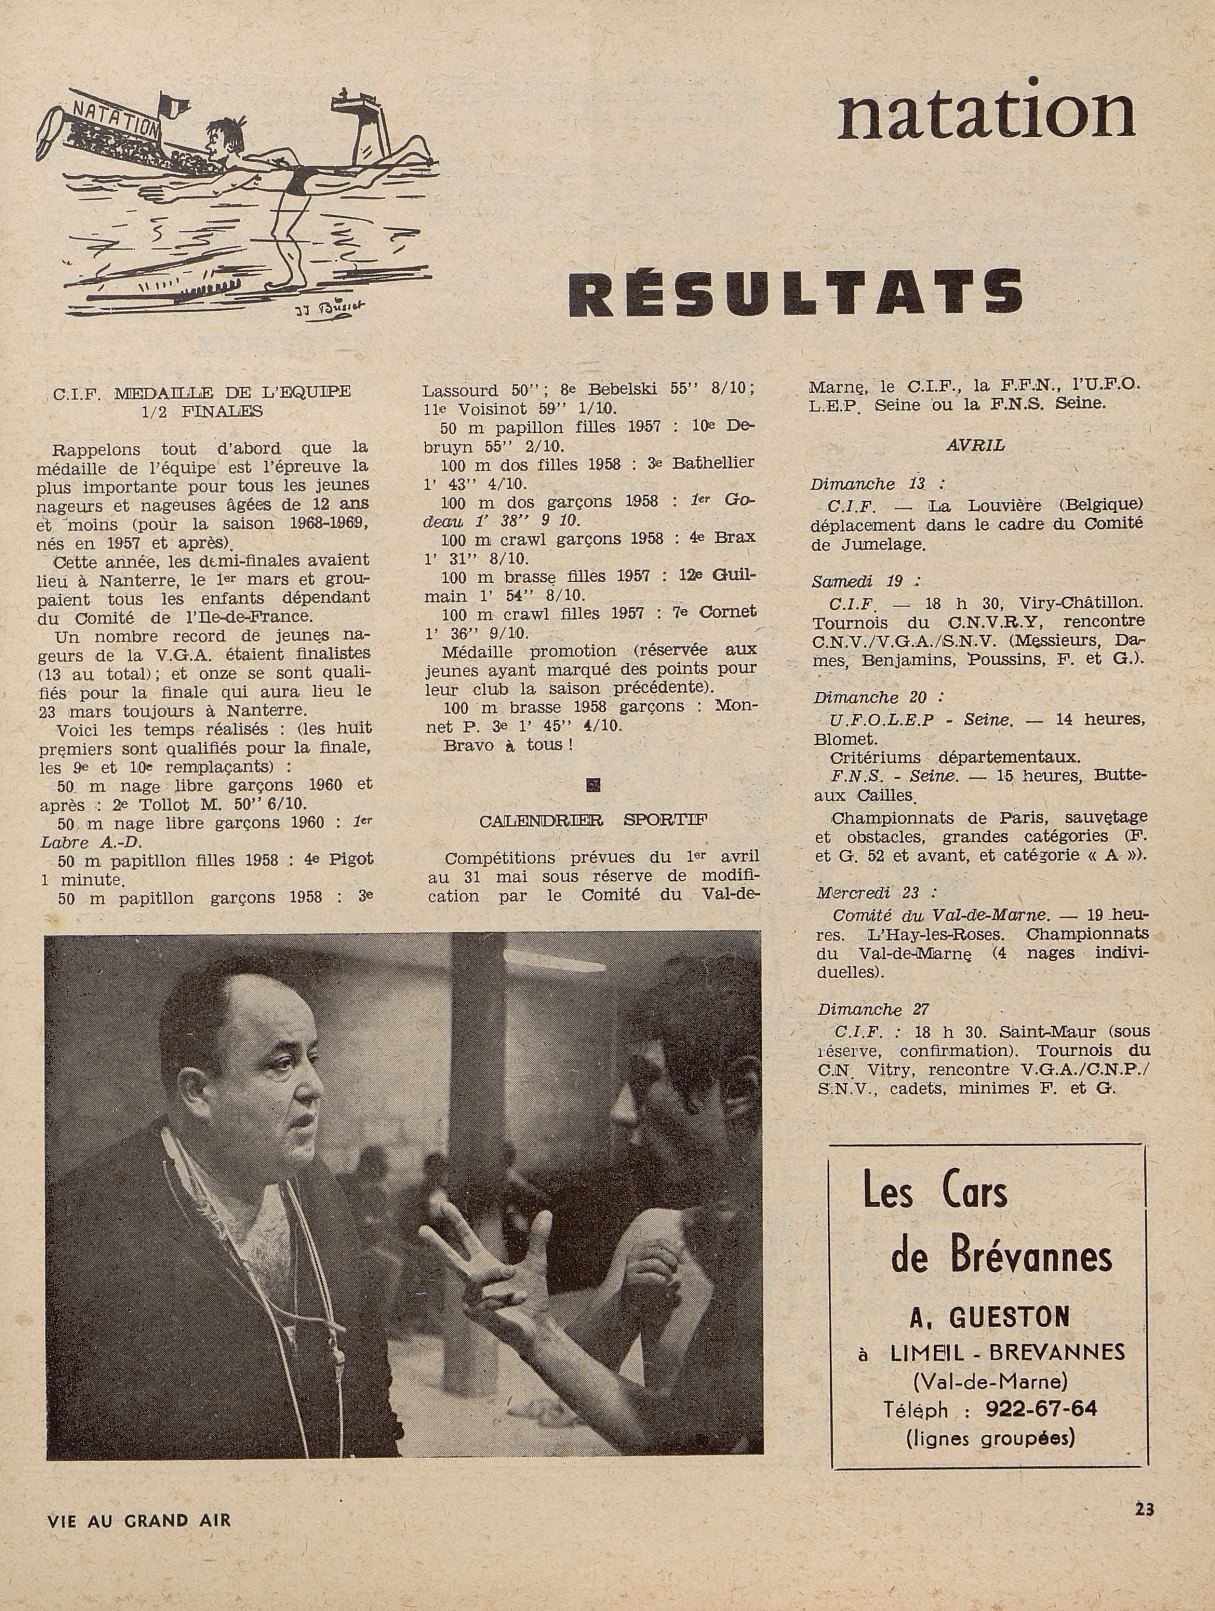 NATATION
JJ Busset
natation
RÉSULTATS
C.I.F. MEDAILLE DE L'EQUIPE
1/2 FINALES
Rappelons tout d'abord que la
médaille de l'équipe est l'épreuve la
plus importante pour tous les jeunes
nageurs et nageuses âgées de 12 ans
et moins (pour la saison 1968-1969,
nés en 1957 et après).
Cette année, les demi-finales avaient
lieu à Nanterre, le 1er mars et grou-
paient tous les enfants dépendant
du Comité de l'Ile-de-France.
Un nombre record de jeunes na-
geurs de la V.G.A. étaient finalistes
(13 au total) ; et onze se sont quali-
fiés pour la finale qui aura lieu le
23 mars toujours à Nanterre.
Voici les temps réalisés : (les huit
premiers sont qualifiés pour la finale,
les 9e et 10e remplaçants) :
50 m nage libre garçons 1960 et
après : 2e Tollot M. 50'' 6/10.
50 m nage libre garçons 1960 : 1er
Labre A.-D.
50 m papitllon filles 1958 : 4e Pigot
1 minute.
50 m papitllon garçons 1958 : 3e
Lassourd 50'' ; 8e Bebelski 55'' 8/10 ;
11e Voisinot 59'' 1/10.
50 m papillon filles 1957 : 10e De-
bruyn 55'' 2/10.
100 m dos filles 1958 : 3e Bathellier
1' 43'' 4/10.
100 m dos garçons 1958 : 1er Go-
deau 1' 38'' 9 10.
100 m crawl garçons 1958 : 4e Brax
1' 31'' 8/10.
100 m brasse filles 1957 : 12e Guil-
main 1' 54'' 8/10.
100 m crawl filles 1957 : 7e Cornet
1' 36'' 9/10.
Médaille promotion (réservée aux
jeunes ayant marqué des points pour
leur club la saison précédente).
100 m brasse 1958 garçons : Mon-
net P. 3e 1' 45'' 4/10.
Bravo à tous !
CALENDRIER SPORTIF
Compétitions prévues du 1er avril
au 31 mai sous réserve de modifi-
cation par le Comité du Val-de-
Marne, le C.I.F., la F.F.N., l'U.F.O.
L.E.P. Seine ou la F.N.S. Seine.
AVRIL
Dimanche 13 :
C.I.F. — La Louvière (Belgique)
déplacement dans le cadre du Comité
de Jumelage.
Samedi 19 :
C.I.F. — 18 h 30, Viry-Châtillon.
Tournois du C.N.V.R.Y, rencontre
C.N.V./V.G.A./S.N.V. (Messieurs, Da-
mes, Benjamins, Poussins, F. et G.).
Dimanche 20 :
U.F.O.L.E.P - Seine. — 14 heures,
Blomet.
Critériums départementaux.
F.N.S. - Seine. — 15 heures, Butte-
aux Cailles.
Championnats de Paris, sauvetage
et obstacles, grandes catégories (F.
et G. 52 et avant, et catégorie « A »).
Mercredi 23 :
Comité du Val-de-Marne. — 19 heu-
res. L'Hay-les-Roses. Championnats
du Val-de-Marne (4 nages indivi-
duelles).
Dimanche 27
C.I.F. : 18 h 30. Saint-Maur (sous
réserve, confirmation). Tournois du
C.N. Vitry, rencontre V.G.A./C.N.P./
S.N.V., cadets, minimes F. et G.
Les Cars
de Brévannes
A. GUESTON
à LIMEIL - BREVANNES
(Val-de-Marne)
Téléph : 922-67-64
(lignes groupées)
VIE AU GRAND AIR
23